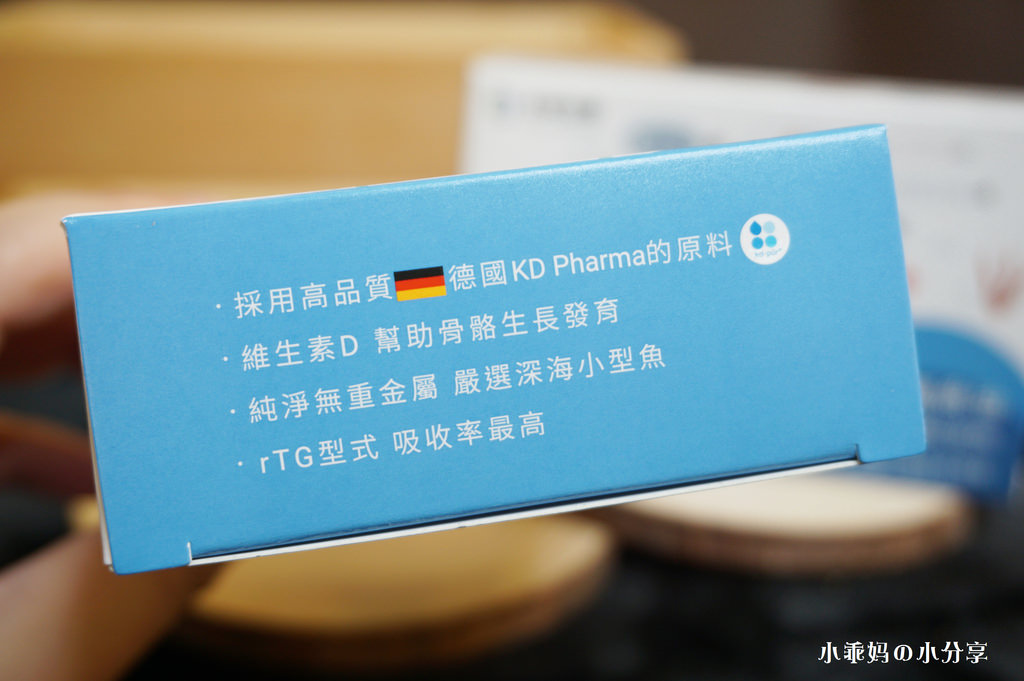 · 採用高品質德國KD Pharma的原料
· 維生素D 幫助骨骼生長發育
· 純淨無重金屬 嚴選深海小型魚
· rTG型式 吸收率最高
小乖妈の小分享